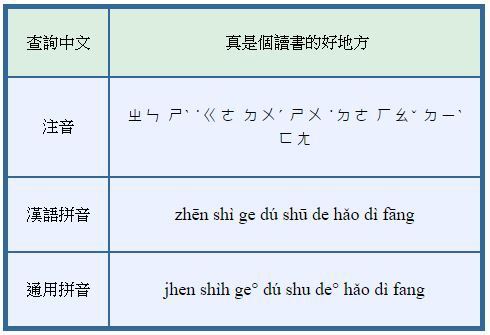 查詢中文 真是個讀書的好地方
注音 ㄓㄣ ㄕˋ ˙ㄍㄜ ㄉㄨˊ ㄕㄨ ˙ㄉㄜ ㄏㄠˇ ㄉㄧˋ
ㄈㄤ
漢語拼音 zhēn shì ge dú shū de hǎo dì fāng
通用拼音 jhen shìh ge° dú shu de° hǎo dì fang